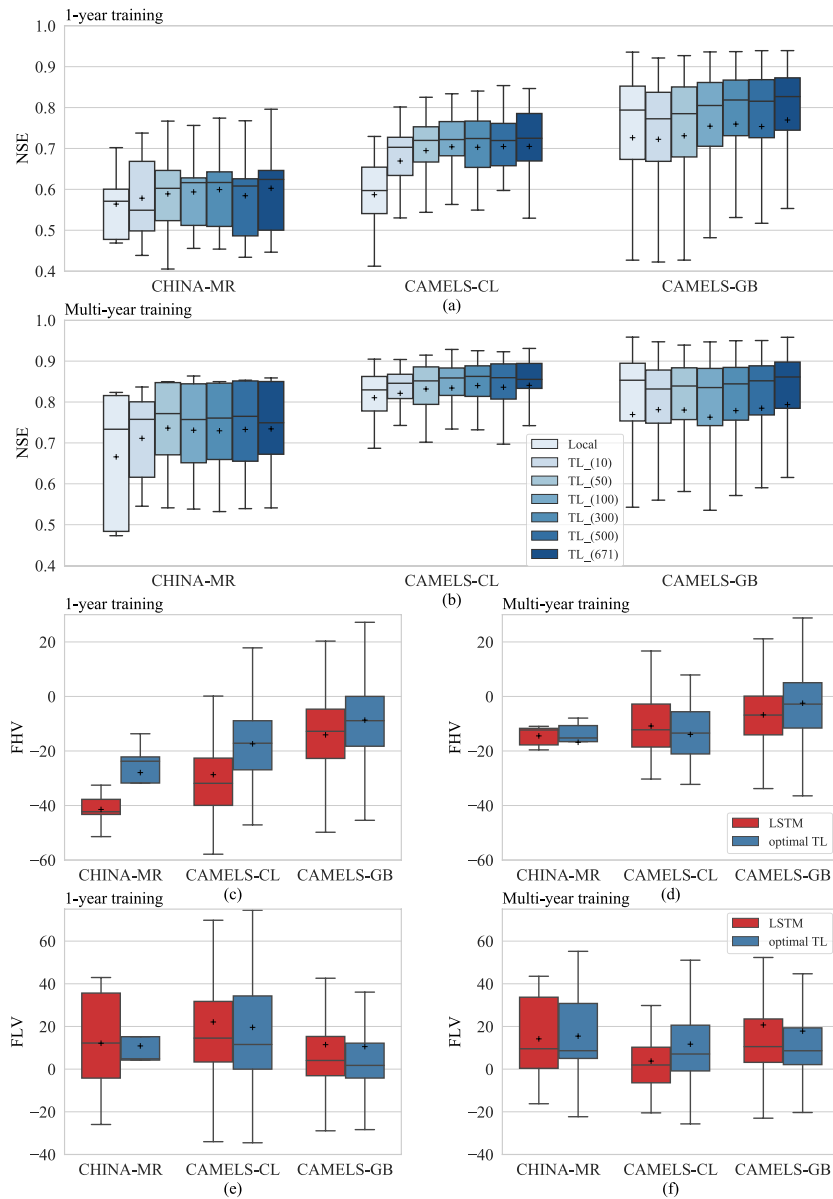 1-year training
1.0
0.9
0.8
NSE
0.7
0.6
0.5
0.4
CHINA-MR
CAMELS-CL
CAMELS-GB
(a)
Multi-year training
1.0
0.9
0.8
NSE
0.7
0.6
0.5
0.4
Local
TL_(10)
TL_(50)
TL_(100)
TL_(300)
TL_(500)
TL_(671)
CHINA-MR
CAMELS-CL
CAMELS-GB
(b)
1-year training
20
0
−20
−40
−60
FHV
CHINA-MR
CAMELS-CL
CAMELS-GB
(c)
Multi-year training
20
0
−20
−40
−60
FHV
LSTM
optimal TL
CHINA-MR
CAMELS-CL
CAMELS-GB
(d)
1-year training
60
40
20
0
−20
−40
FLV
CHINA-MR
CAMELS-CL
CAMELS-GB
(e)
Multi-year training
60
40
20
0
−20
−40
FLV
LSTM
optimal TL
CHINA-MR
CAMELS-CL
CAMELS-GB
(f)